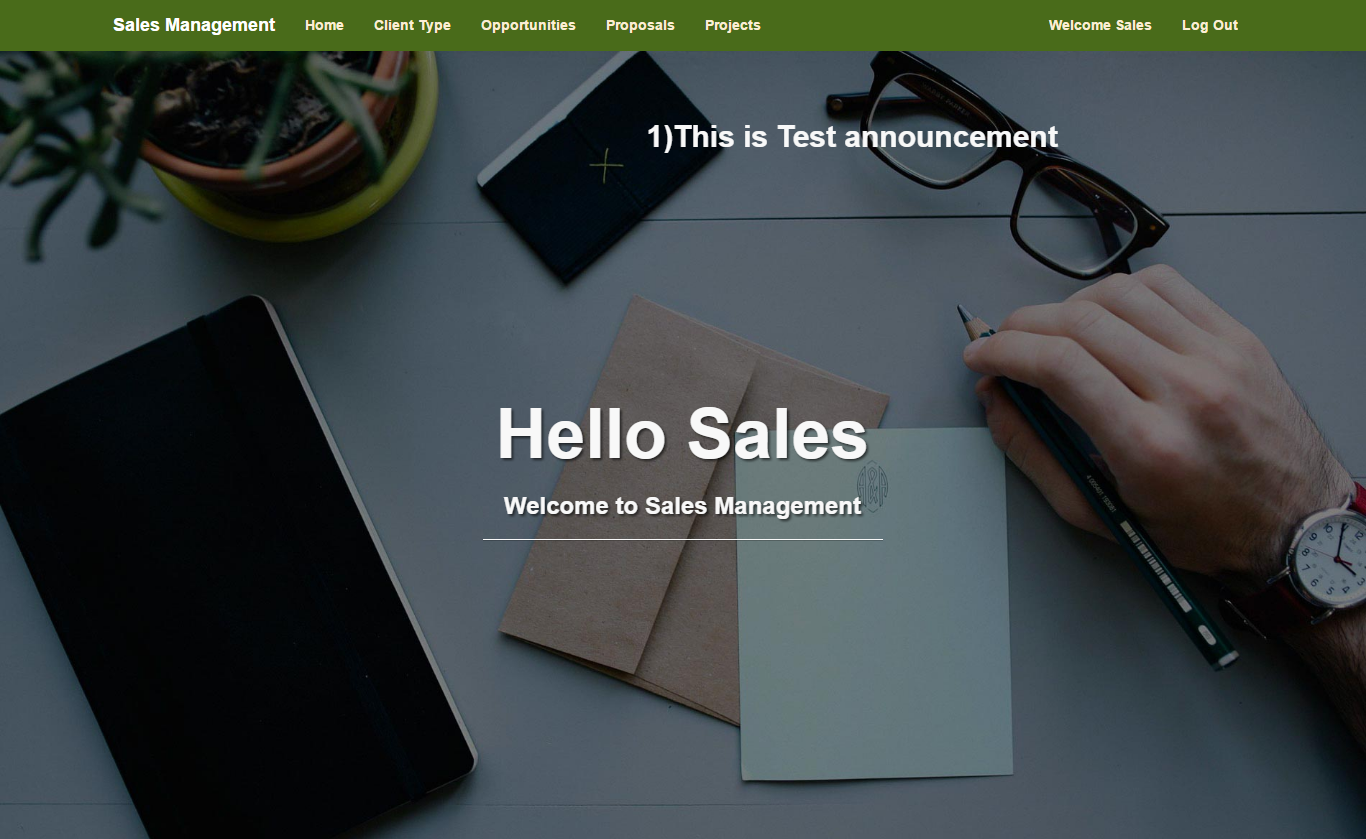 Sales Management Home Client Type Opportunities Proposals Projects Welcome Sales Log Out
1)This is Test announcement
Hello Sales
Welcome to Sales Management